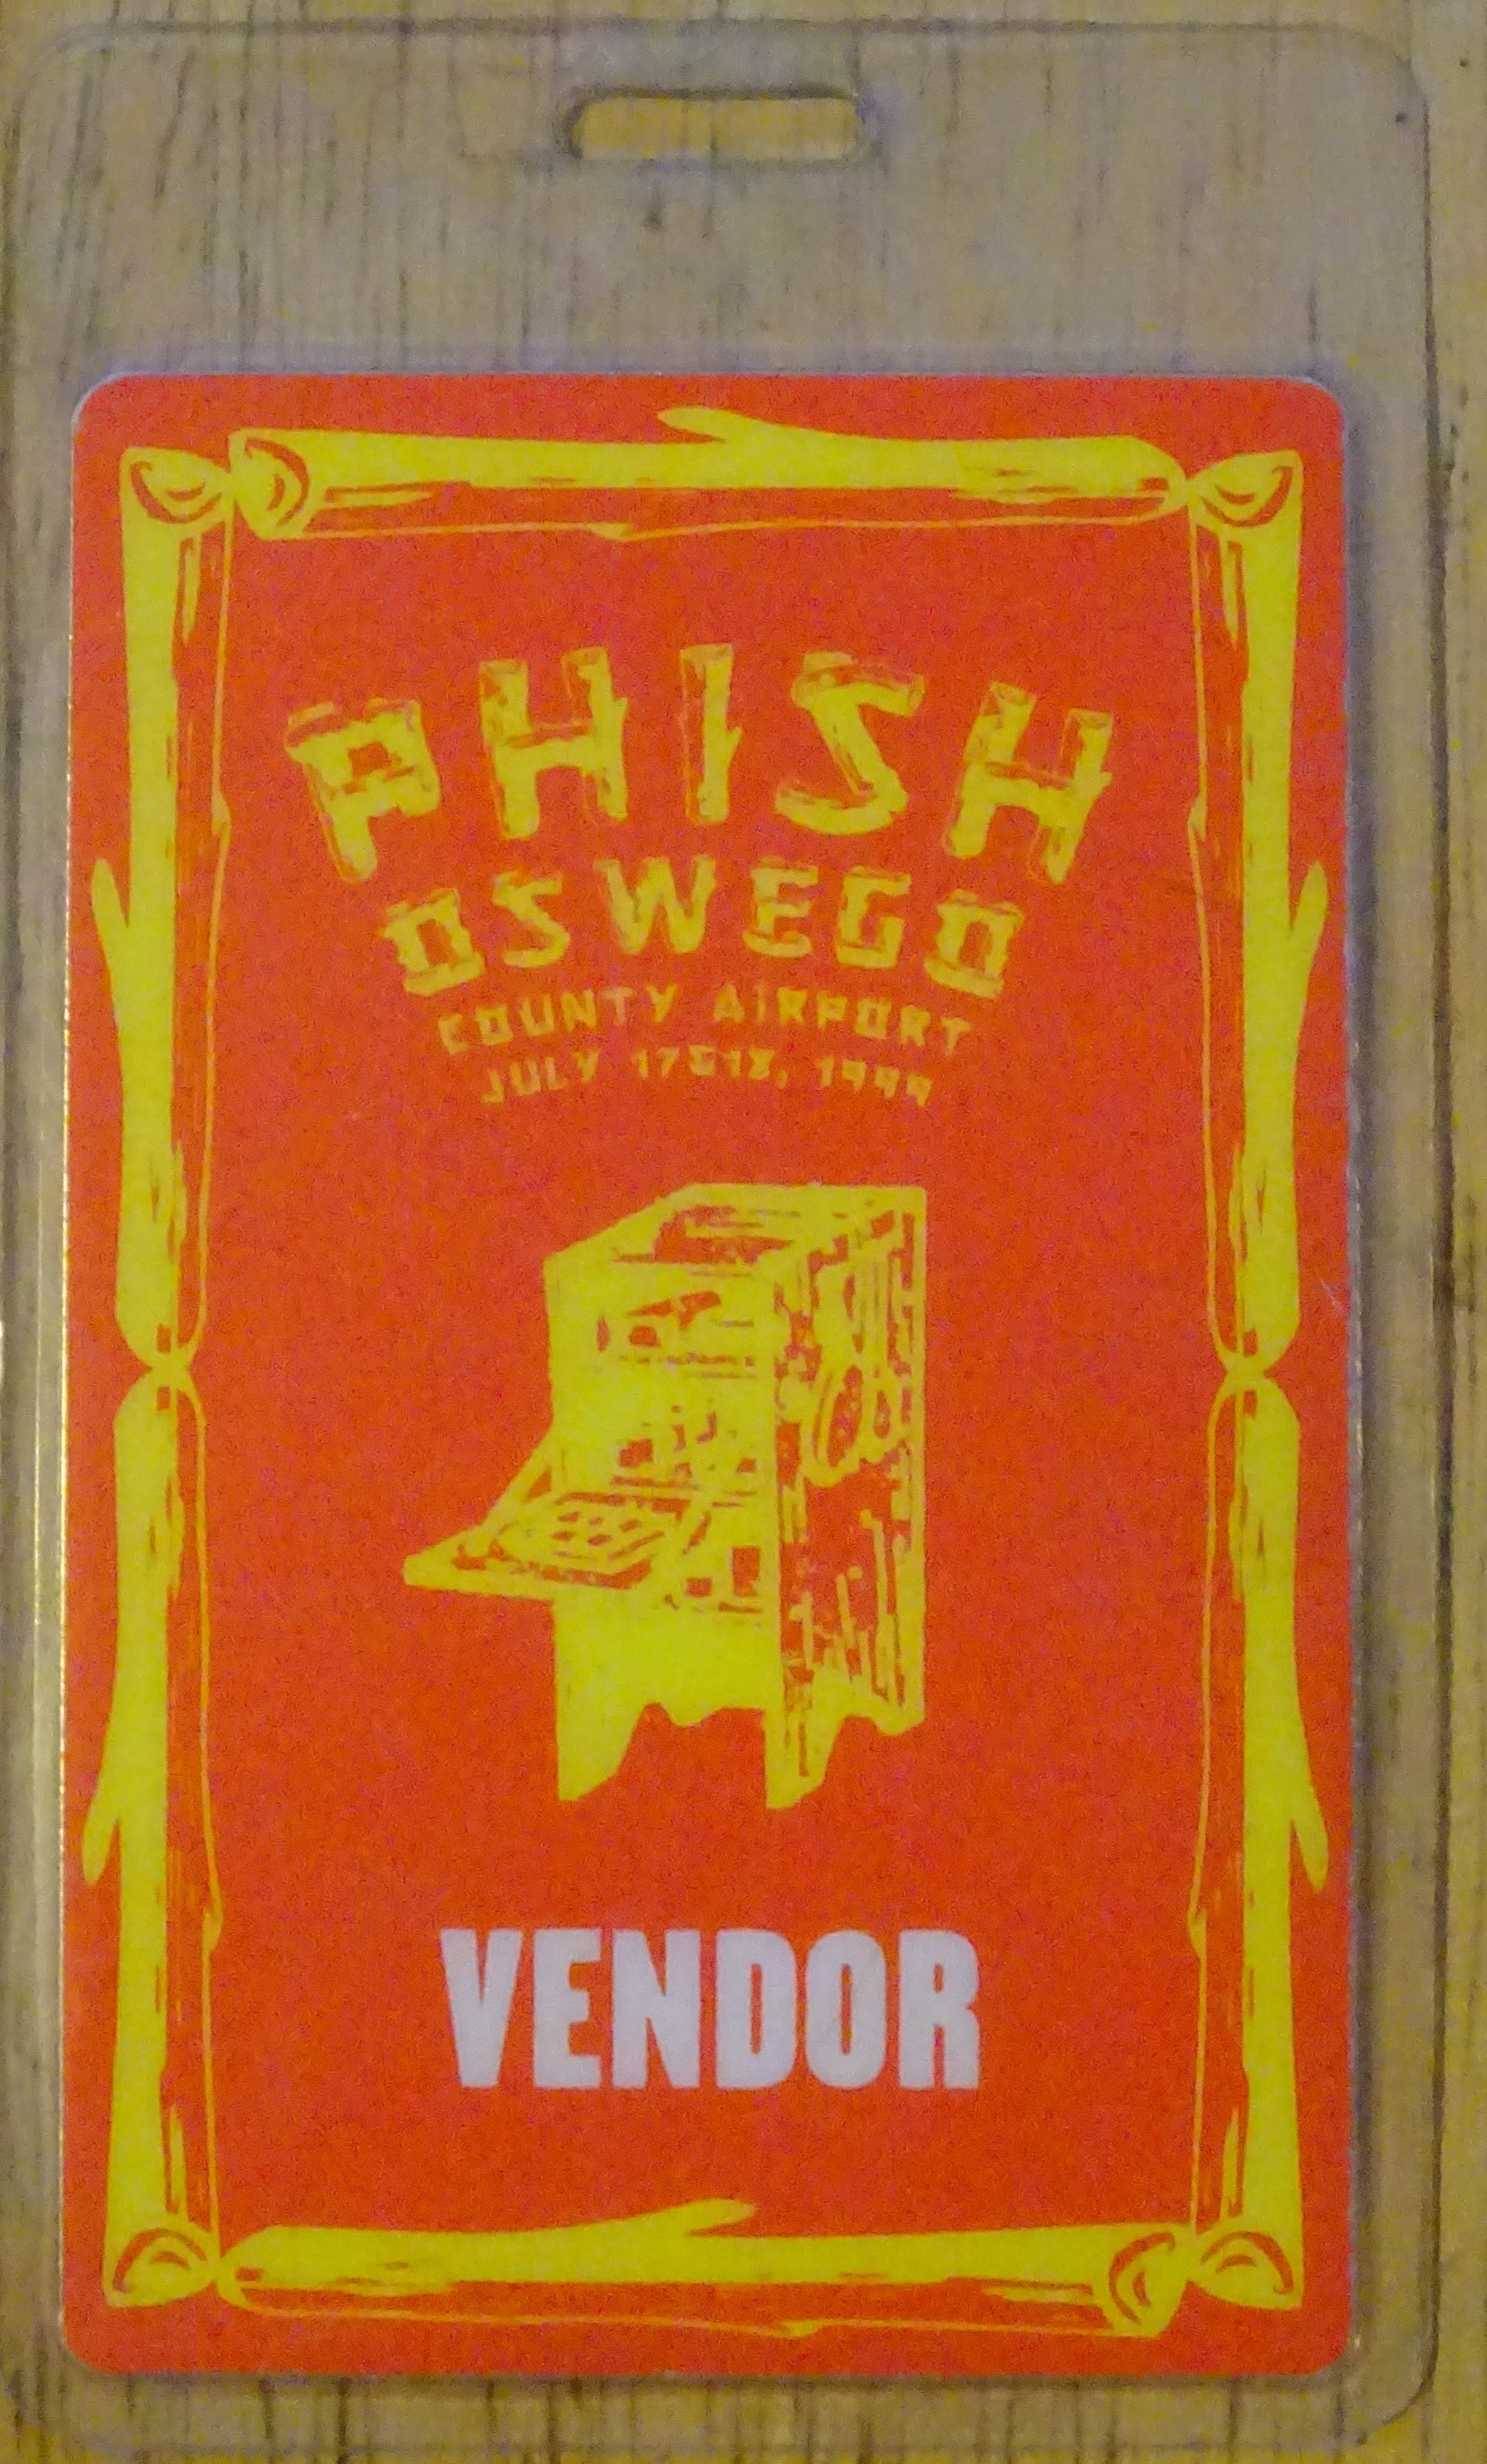 PHISH
OSWEGO
COUNTY AIRPORT
JULY 17&18, 1999
VENDOR